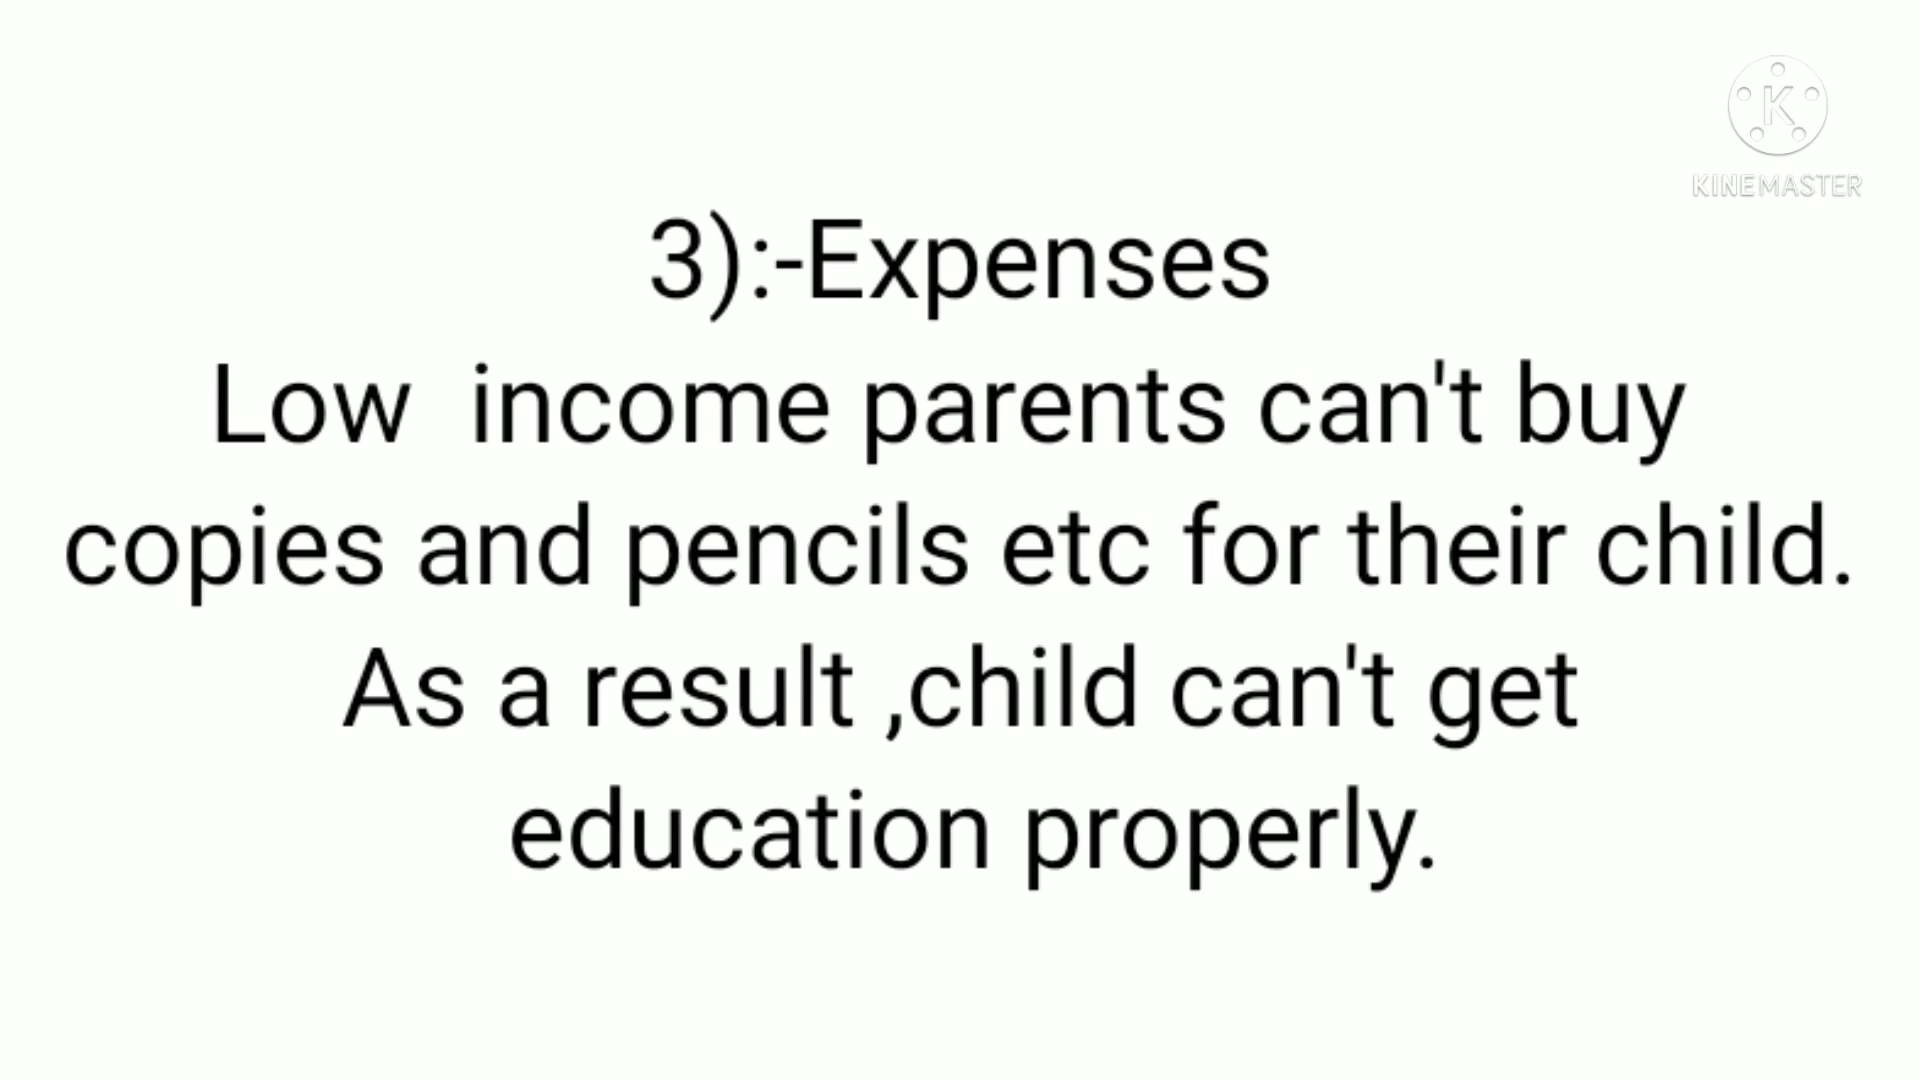 K
KINEMASTER
3):-Expenses
Low  income parents can't buy
copies and pencils etc for their child.
As a result ,child can't get
education properly.